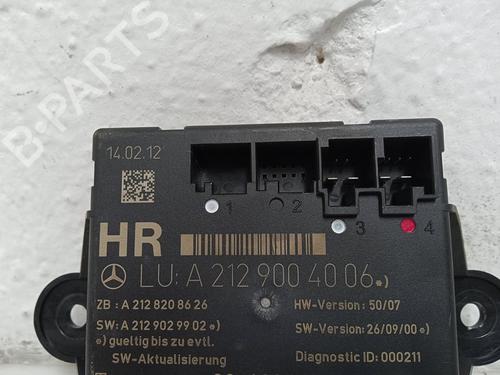 B-PARTS
14.02.12
1 2 3 4
HR
LU: A 212 900 40 06*)
ZB : A 212 820 86 26
HW-Version : 50/07
SW: A 212 902 99 02*)
SW-Version : 26/09/00*)
*) gueltig bis zu evtl.
SW-Aktualisierung
Diagnostic ID: 000211